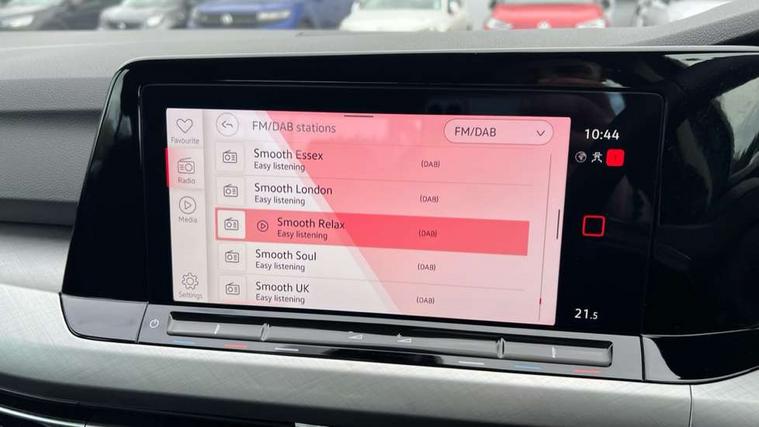 FM/DAB stations
FM/DAB
10:44
Favourite
Radio
Media
Settings
Smooth Essex
Easy listening
(DAB)
Smooth London
Easy listening
(DAB)
Smooth Relax
Easy listening
(DAB)
Smooth Soul
Easy listening
(DAB)
Smooth UK
Easy listening
(DAB)
21.5